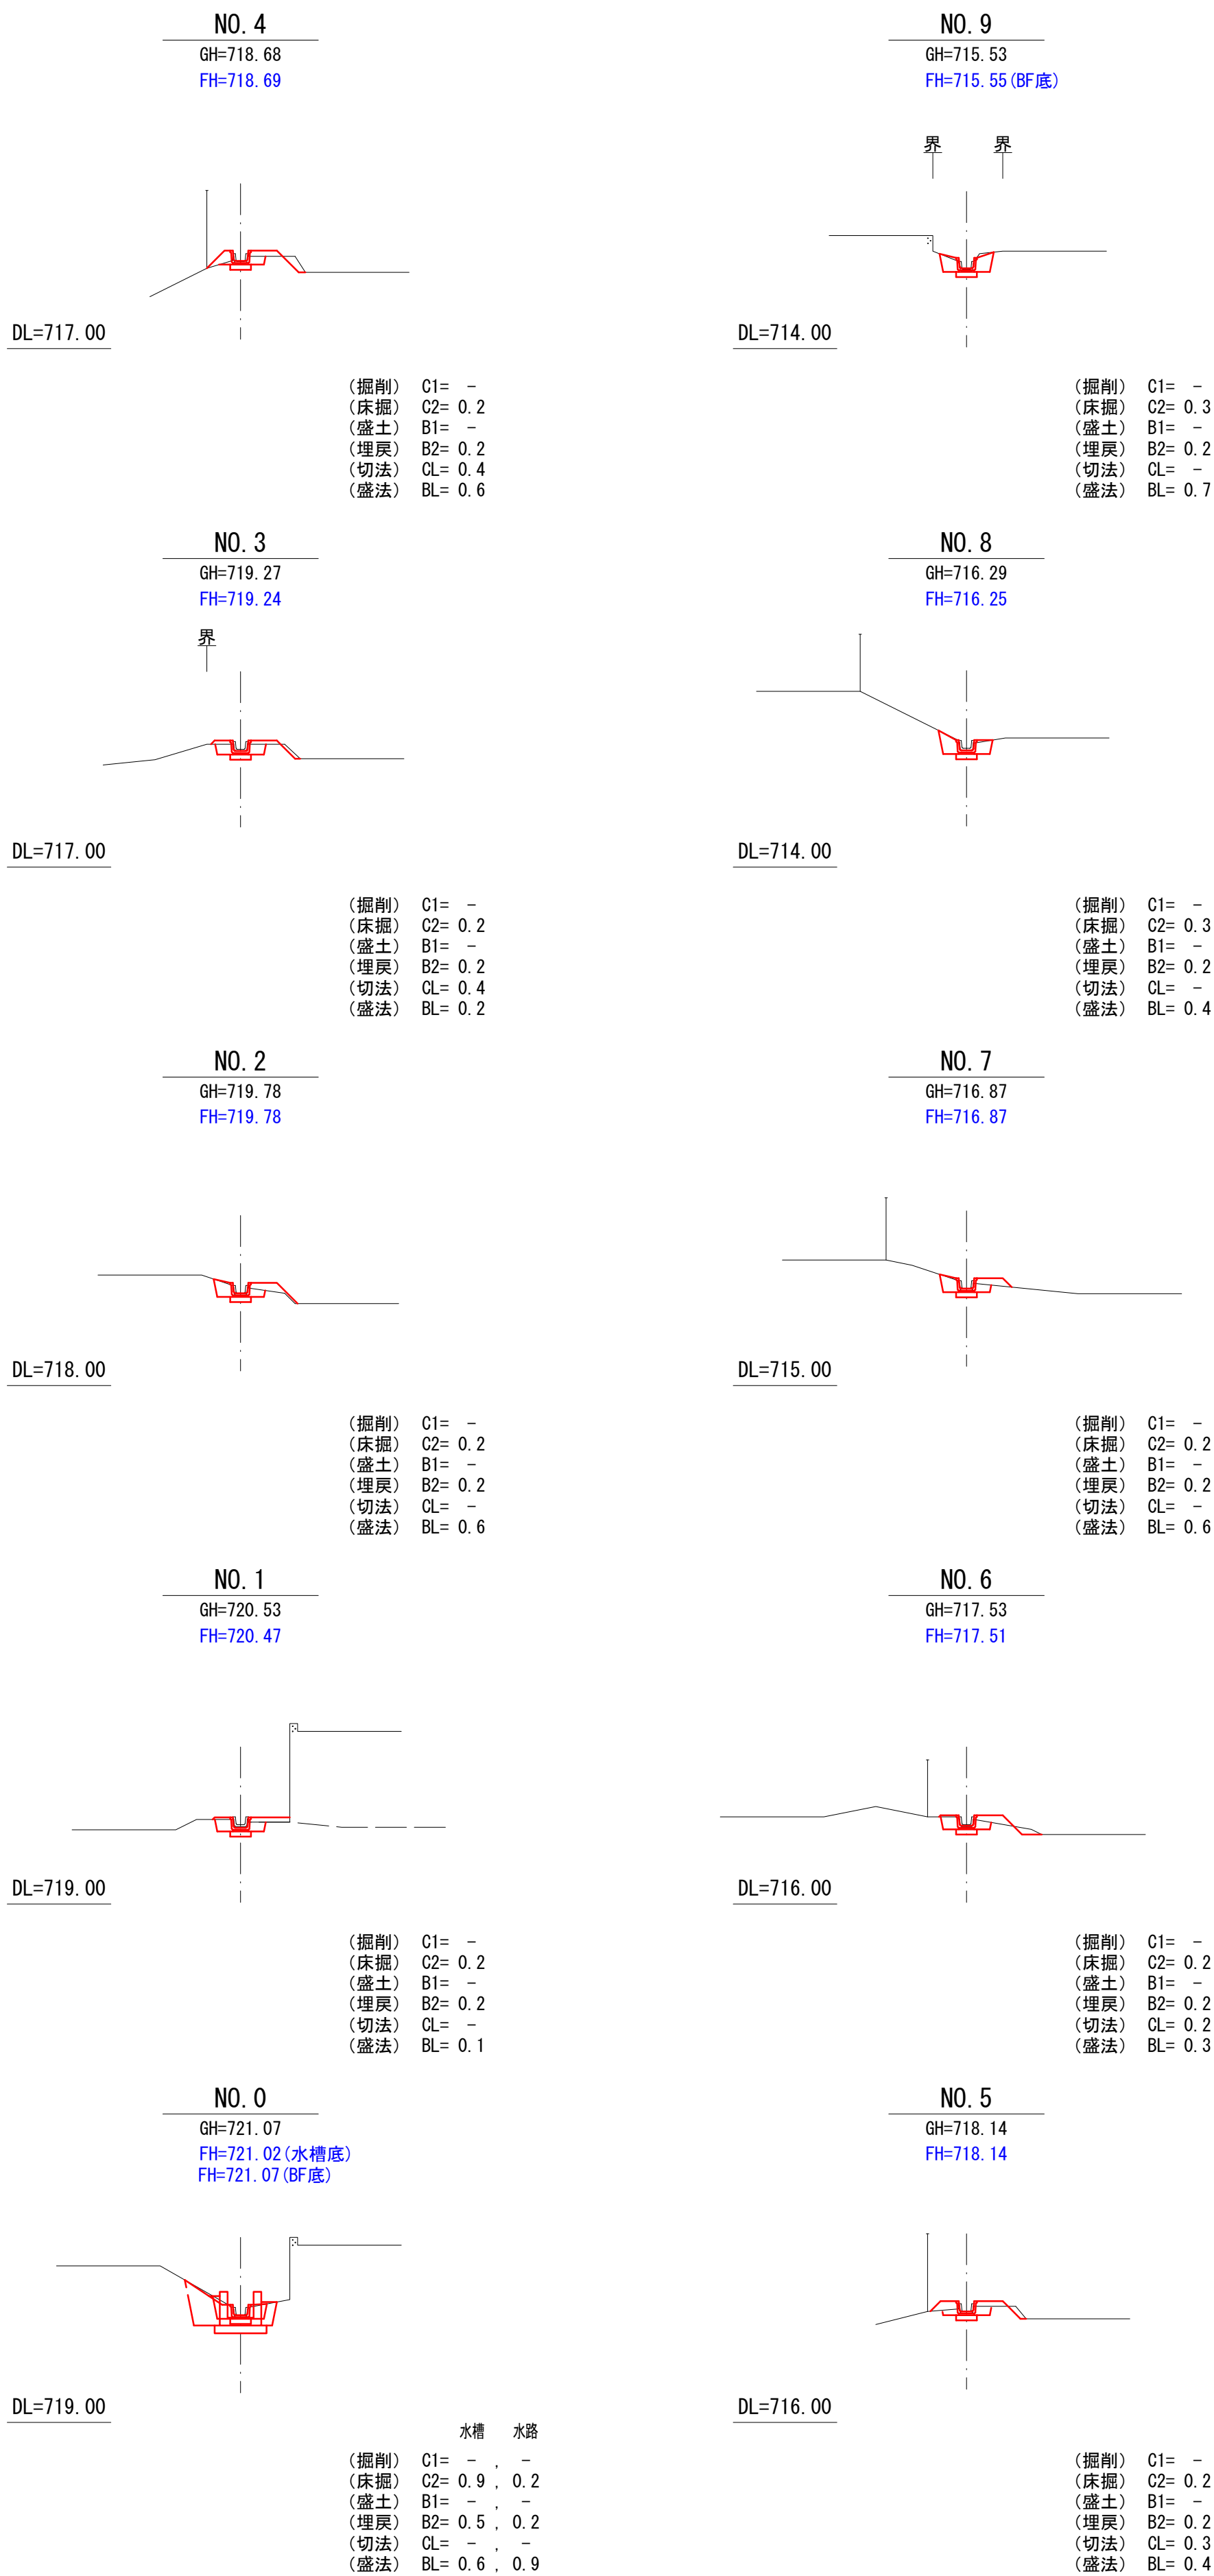 NO.4
GH=718.68
FH=718.69
DL=717.00
(掘削) C1= -
(床掘) C2= 0.2
(盛土) B1= -
(埋戻) B2= 0.2
(切法) CL= 0.4
(盛法) BL= 0.6
NO.3
GH=719.27
FH=719.24
界
DL=717.00
(掘削) C1= -
(床掘) C2= 0.2
(盛土) B1= -
(埋戻) B2= 0.2
(切法) CL= 0.4
(盛法) BL= 0.2
NO.2
GH=719.78
FH=719.78
DL=718.00
(掘削) C1= -
(床掘) C2= 0.2
(盛土) B1= -
(埋戻) B2= 0.2
(切法) CL= -
(盛法) BL= 0.6
NO.1
GH=720.53
FH=720.47
DL=719.00
(掘削) C1= -
(床掘) C2= 0.2
(盛土) B1= -
(埋戻) B2= 0.2
(切法) CL= -
(盛法) BL= 0.1
NO.0
GH=721.07
FH=721.02(水槽底)
FH=721.07(BF底)
DL=719.00
水槽 水路
(掘削) C1= - , -
(床掘) C2= 0.9 , 0.2
(盛土) B1= - , -
(埋戻) B2= 0.5 , 0.2
(切法) CL= - , -
(盛法) BL= 0.6 , 0.9
NO.9
GH=715.53
FH=715.55(BF底)
界 界
DL=714.00
(掘削) C1= -
(床掘) C2= 0.3
(盛土) B1= -
(埋戻) B2= 0.2
(切法) CL= -
(盛法) BL= 0.7
NO.8
GH=716.29
FH=716.25
DL=714.00
(掘削) C1= -
(床掘) C2= 0.3
(盛土) B1= -
(埋戻) B2= 0.2
(切法) CL= -
(盛法) BL= 0.4
NO.7
GH=716.87
FH=716.87
DL=715.00
(掘削) C1= -
(床掘) C2= 0.2
(盛土) B1= -
(埋戻) B2= 0.2
(切法) CL= -
(盛法) BL= 0.6
NO.6
GH=717.53
FH=717.51
DL=716.00
(掘削) C1= -
(床掘) C2= 0.2
(盛土) B1= -
(埋戻) B2= 0.2
(切法) CL= 0.2
(盛法) BL= 0.3
NO.5
GH=718.14
FH=718.14
DL=716.00
(掘削) C1= -
(床掘) C2= 0.2
(盛土) B1= -
(埋戻) B2= 0.2
(切法) CL= 0.3
(盛法) BL= 0.4